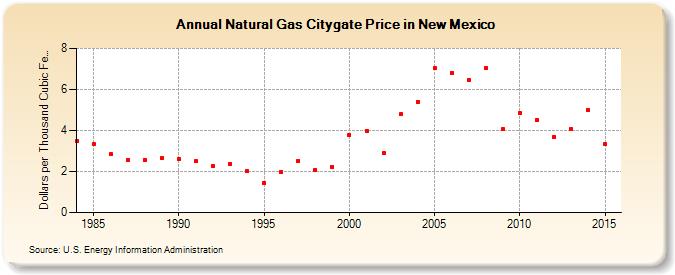 Annual Natural Gas Citygate Price in New Mexico
Dollars per Thousand Cubic Fe...
8
6
4
2
0
1985 1990 1995 2000 2005 2010 2015
Source: U.S. Energy Information Administration